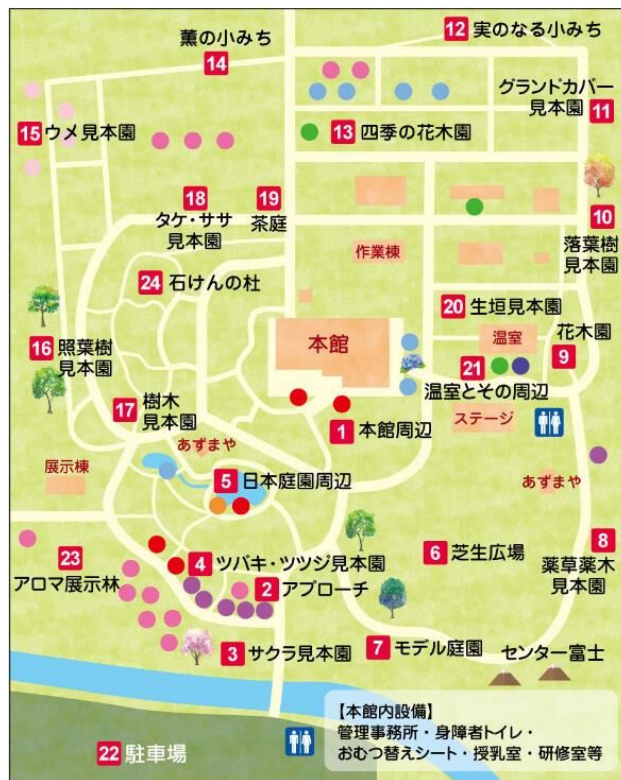 薫の小みち
14
12 実のなる小みち
グランドカバー
見本園
11
15 ウメ見本園
13 四季の花木園
18
タケ・ササ
見本園
19
茶庭
作業棟
10
落葉樹
見本園
24 石けんの杜
20 生垣見本園
花木園
9
本館
温室
21
温室とその周辺
16 照葉樹
見本園
17 樹木
見本園
1 本館周辺
ステージ
あずまや
展示棟
5 日本庭園周辺
あずまや
23
アロマ展示林
4 ツバキ・ツツジ見本園
2 アプローチ
6 芝生広場
8
薬草薬木
見本園
3 サクラ見本園
7 モデル庭園
センター富士
22 駐車場
【本館内設備】
管理事務所・身障者トイレ・
おむつ替えシート・授乳室・研修室等